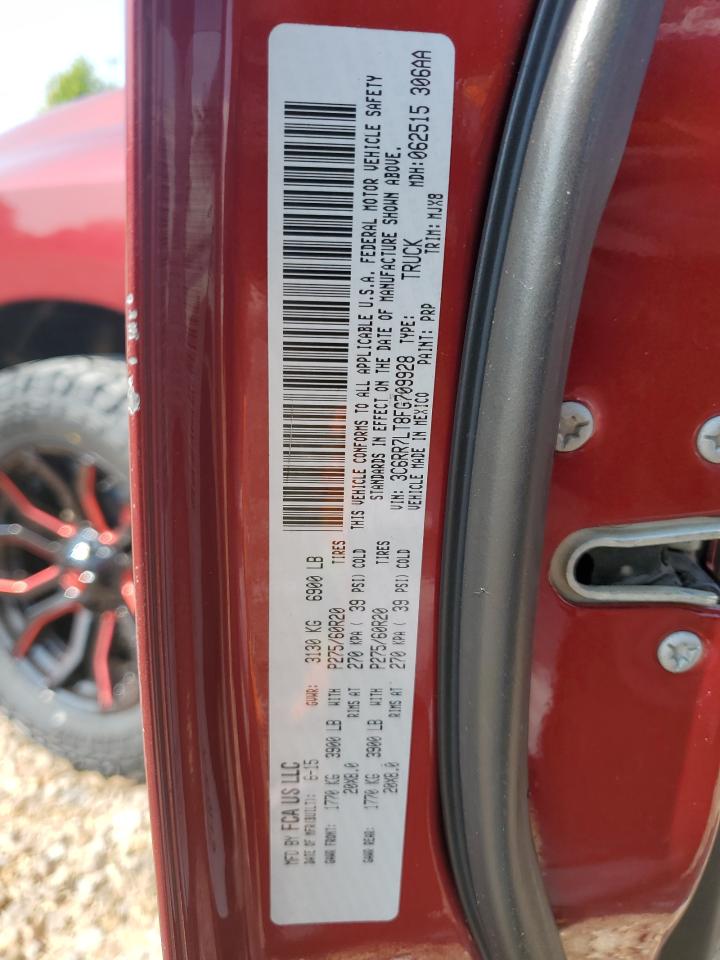 MFD BY FCA US LLC
DATE OF MFR(BUILT): 6-15
GVWR: 3130 KG 6900 LB
GAWR FRONT: 1770 KG 3900 LB WITH P275/60R20 TIRES
20X8.0 RIMS AT 270 KPA ( 39 PSI) COLD
GAWR REAR: 1770 KG 3900 LB WITH P275/60R20 TIRES
20X8.0 RIMS AT 270 KPA ( 39 PSI) COLD
THIS VEHICLE CONFORMS TO ALL APPLICABLE U.S.A. FEDERAL MOTOR VEHICLE SAFETY
STANDARDS IN EFFECT ON THE DATE OF MANUFACTURE SHOWN ABOVE.
VIN: 3C6RR7LT8FG709928 TYPE: TRUCK MDH:062515 306AA
VEHICLE MADE IN MEXICO PAINT: PRP TRIM: MJX8